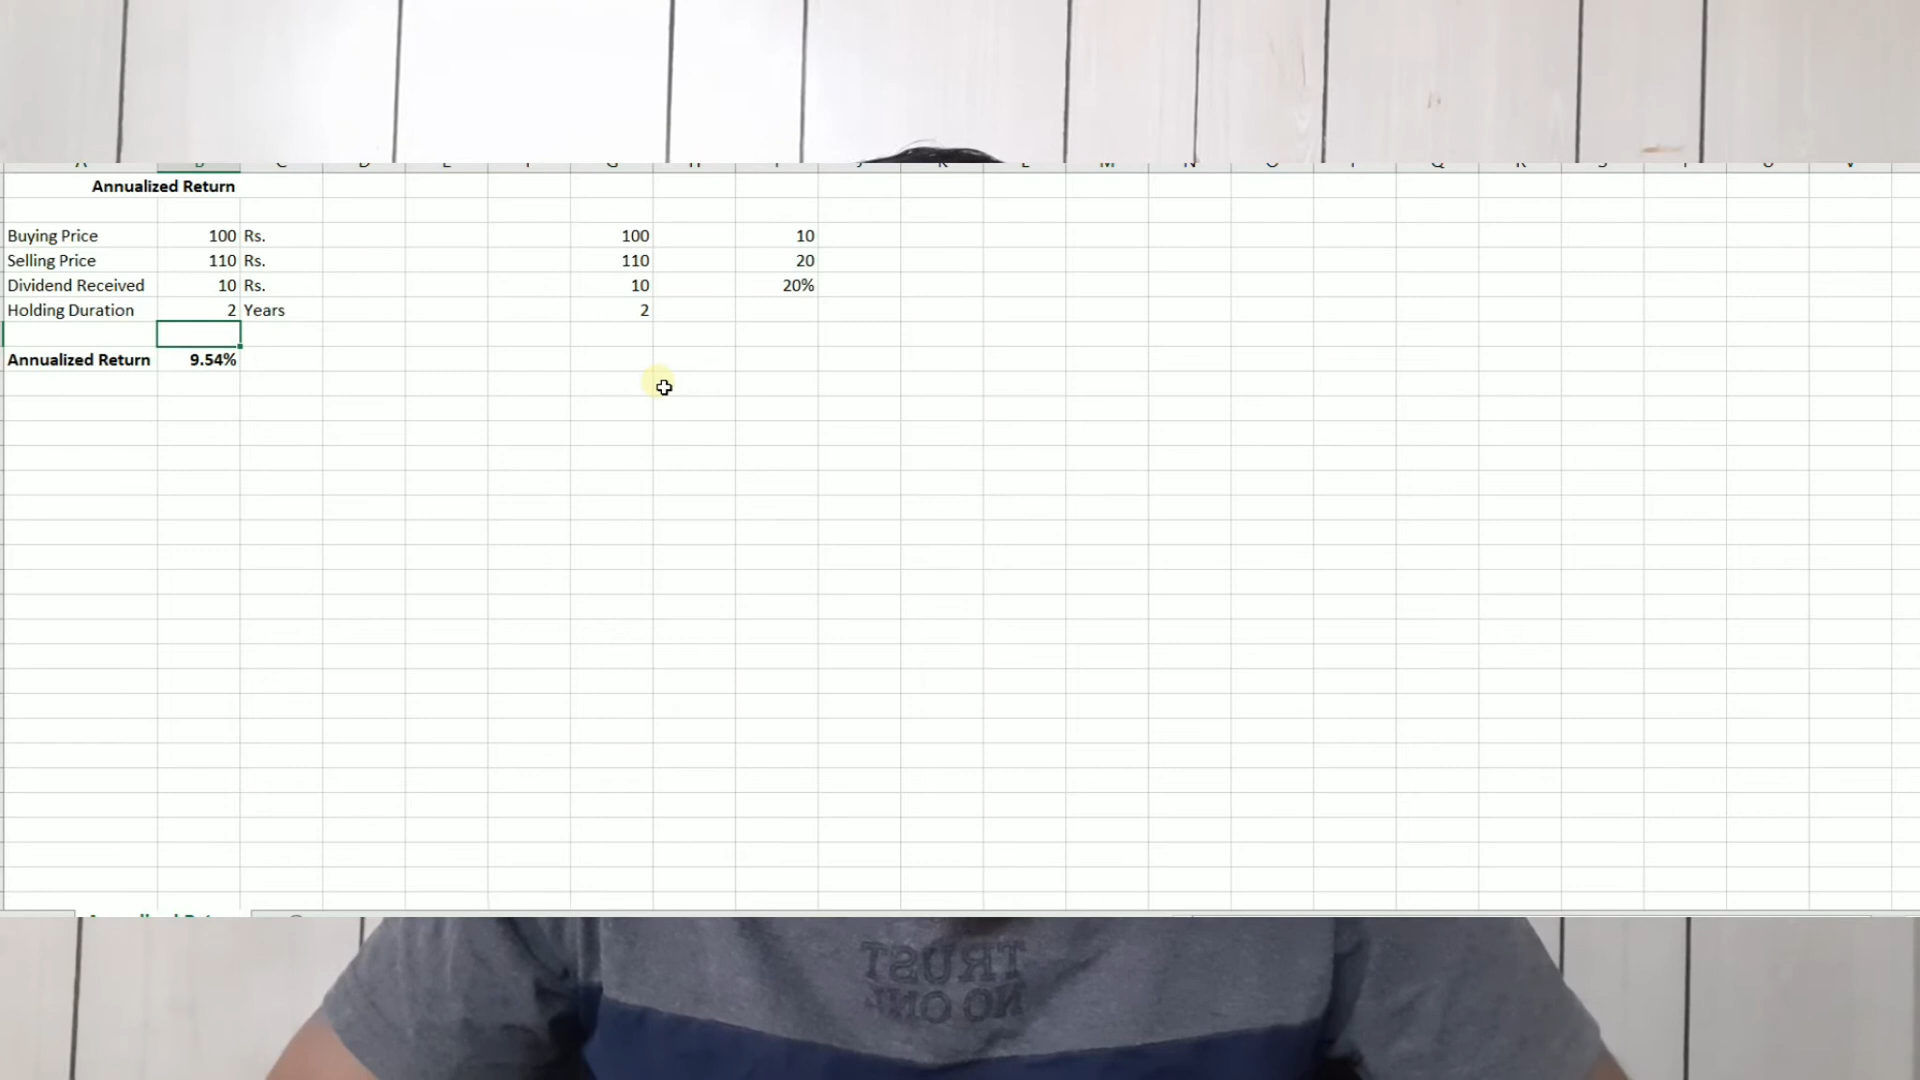 Annualized Return
Buying Price 100 Rs. 100 10
Selling Price 110 Rs. 110 20
Dividend Received 10 Rs. 10 20%
Holding Duration 2 Years 2
Annualized Return 9.54%
TRUST